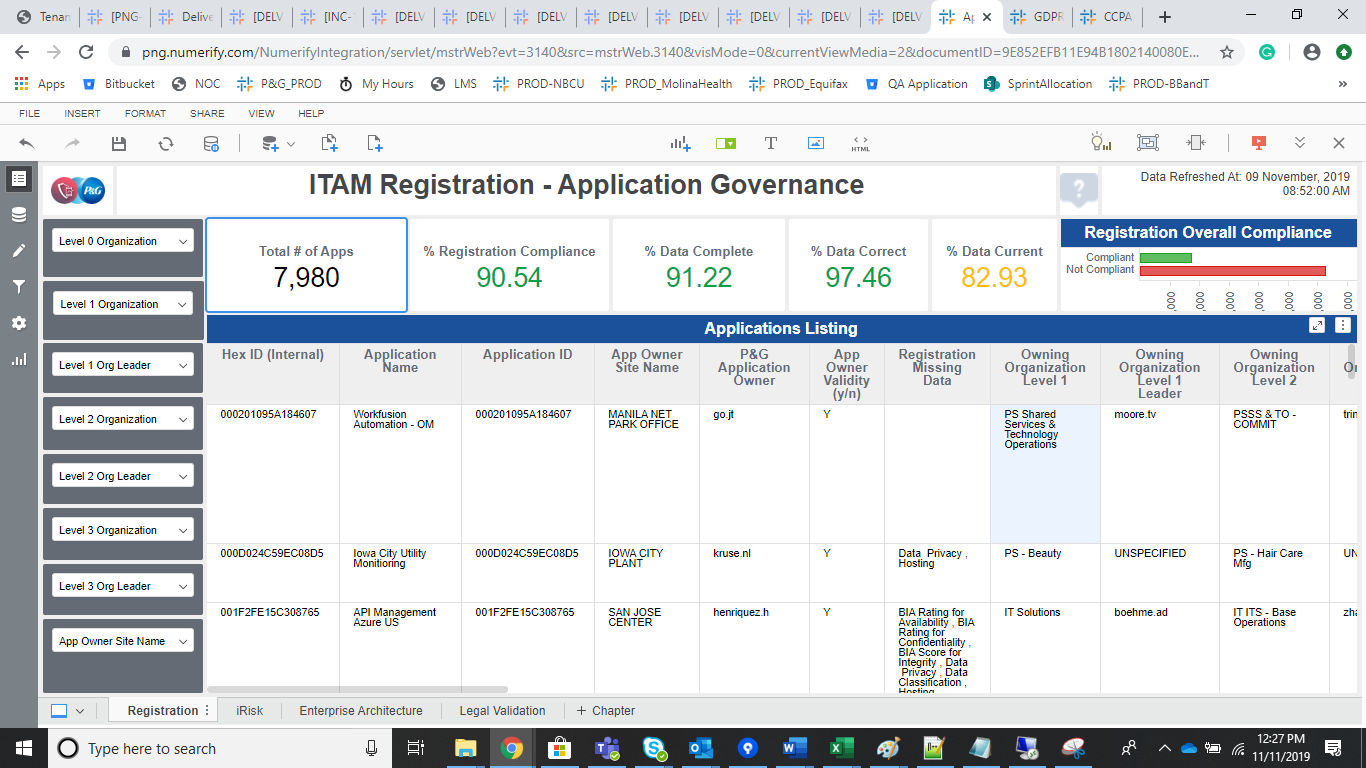 Tenan
[PNG-
Delive
[DELV
[INC-
[DELV
[DELV
[DELV
[DELV
[DELV
[DELV
[DELV
[DELV
Ap
GDPR
CCPA
png.numerify.com/NumerifyIntegration/servlet/mstrWeb?evt=3140&src=mstrWeb.3140&visMode=0&currentViewMedia=2&documentID=9E852EFB11E94B1802140080E...
Apps Bitbucket NOC P&G_PROD My Hours LMS PROD-NBCU PROD_MolinaHealth PROD_Equifax QA Application SprintAllocation PROD-BBandT »
FILE INSERT FORMAT SHARE VIEW HELP
HTML
P&G
ITAM Registration - Application Governance
?
Data Refreshed At: 09 November, 2019
08:52:00 AM
Level 0 Organization
Level 1 Organization
Level 1 Org Leader
Level 2 Organization
Level 2 Org Leader
Level 3 Organization
Level 3 Org Leader
App Owner Site Name
Total # of Apps
7,980
% Registration Compliance
90.54
% Data Complete
91.22
% Data Correct
97.46
% Data Current
82.93
Registration Overall Compliance
Compliant
Not Compliant
Applications Listing
Hex ID (Internal)
Application
Name
Application ID
App Owner
Site Name
P&G
Application
Owner
App
Owner
Validity
(y/n)
Registration
Missing
Data
Owning
Organization
Level 1
Owning
Organization
Level 1
Leader
Owning
Organization
Level 2
000201095A184607
Workfusion
Automation - OM
000201095A184607
MANILA NET
PARK OFFICE
go.jt
Y
PS Shared
Services &
Technology
Operations
moore.tv
PSSS & TO -
COMMIT
000D024C59EC08D5
Iowa City Utility
Monitoring
000D024C59EC08D5
IOWA CITY
PLANT
kruse.nl
Y
Data Privacy ,
Hosting
PS - Beauty
UNSPECIFIED
PS - Hair Care
Mfg
UN
001F2FE15C308765
API Management
Azure US
001F2FE15C308765
SAN JOSE
CENTER
henriquez.h
Y
BIA Rating for
Availability , BIA
Rating for
Confidentiality ,
BIA Score for
Integrity , Data
Privacy , Data
Classification ,
Hosting
IT Solutions
boehme.ad
IT ITS - Base
Operations
Registration iRisk Enterprise Architecture Legal Validation + Chapter
Type here to search
12:27 PM
11/11/2019